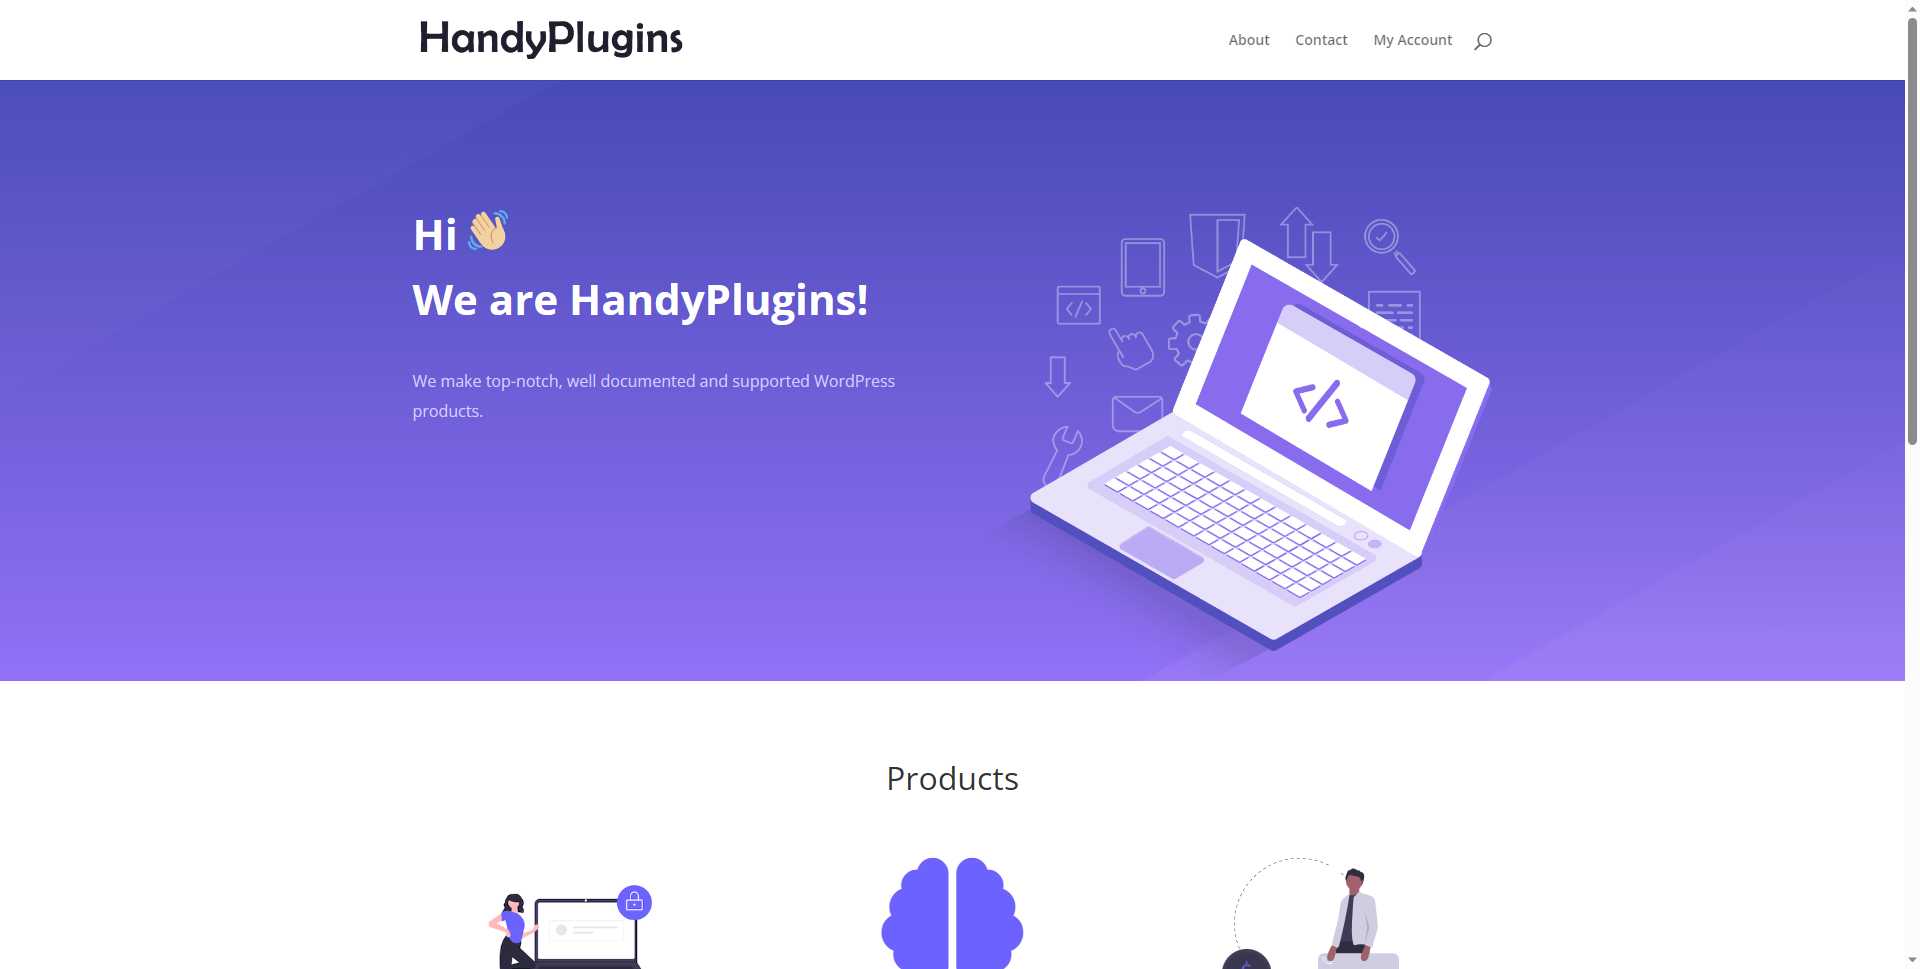 HandyPlugins
About
Contact
My Account
Hi 👋
We are HandyPlugins!
We make top-notch, well documented and supported WordPress
products.
</>
</>
Products
$